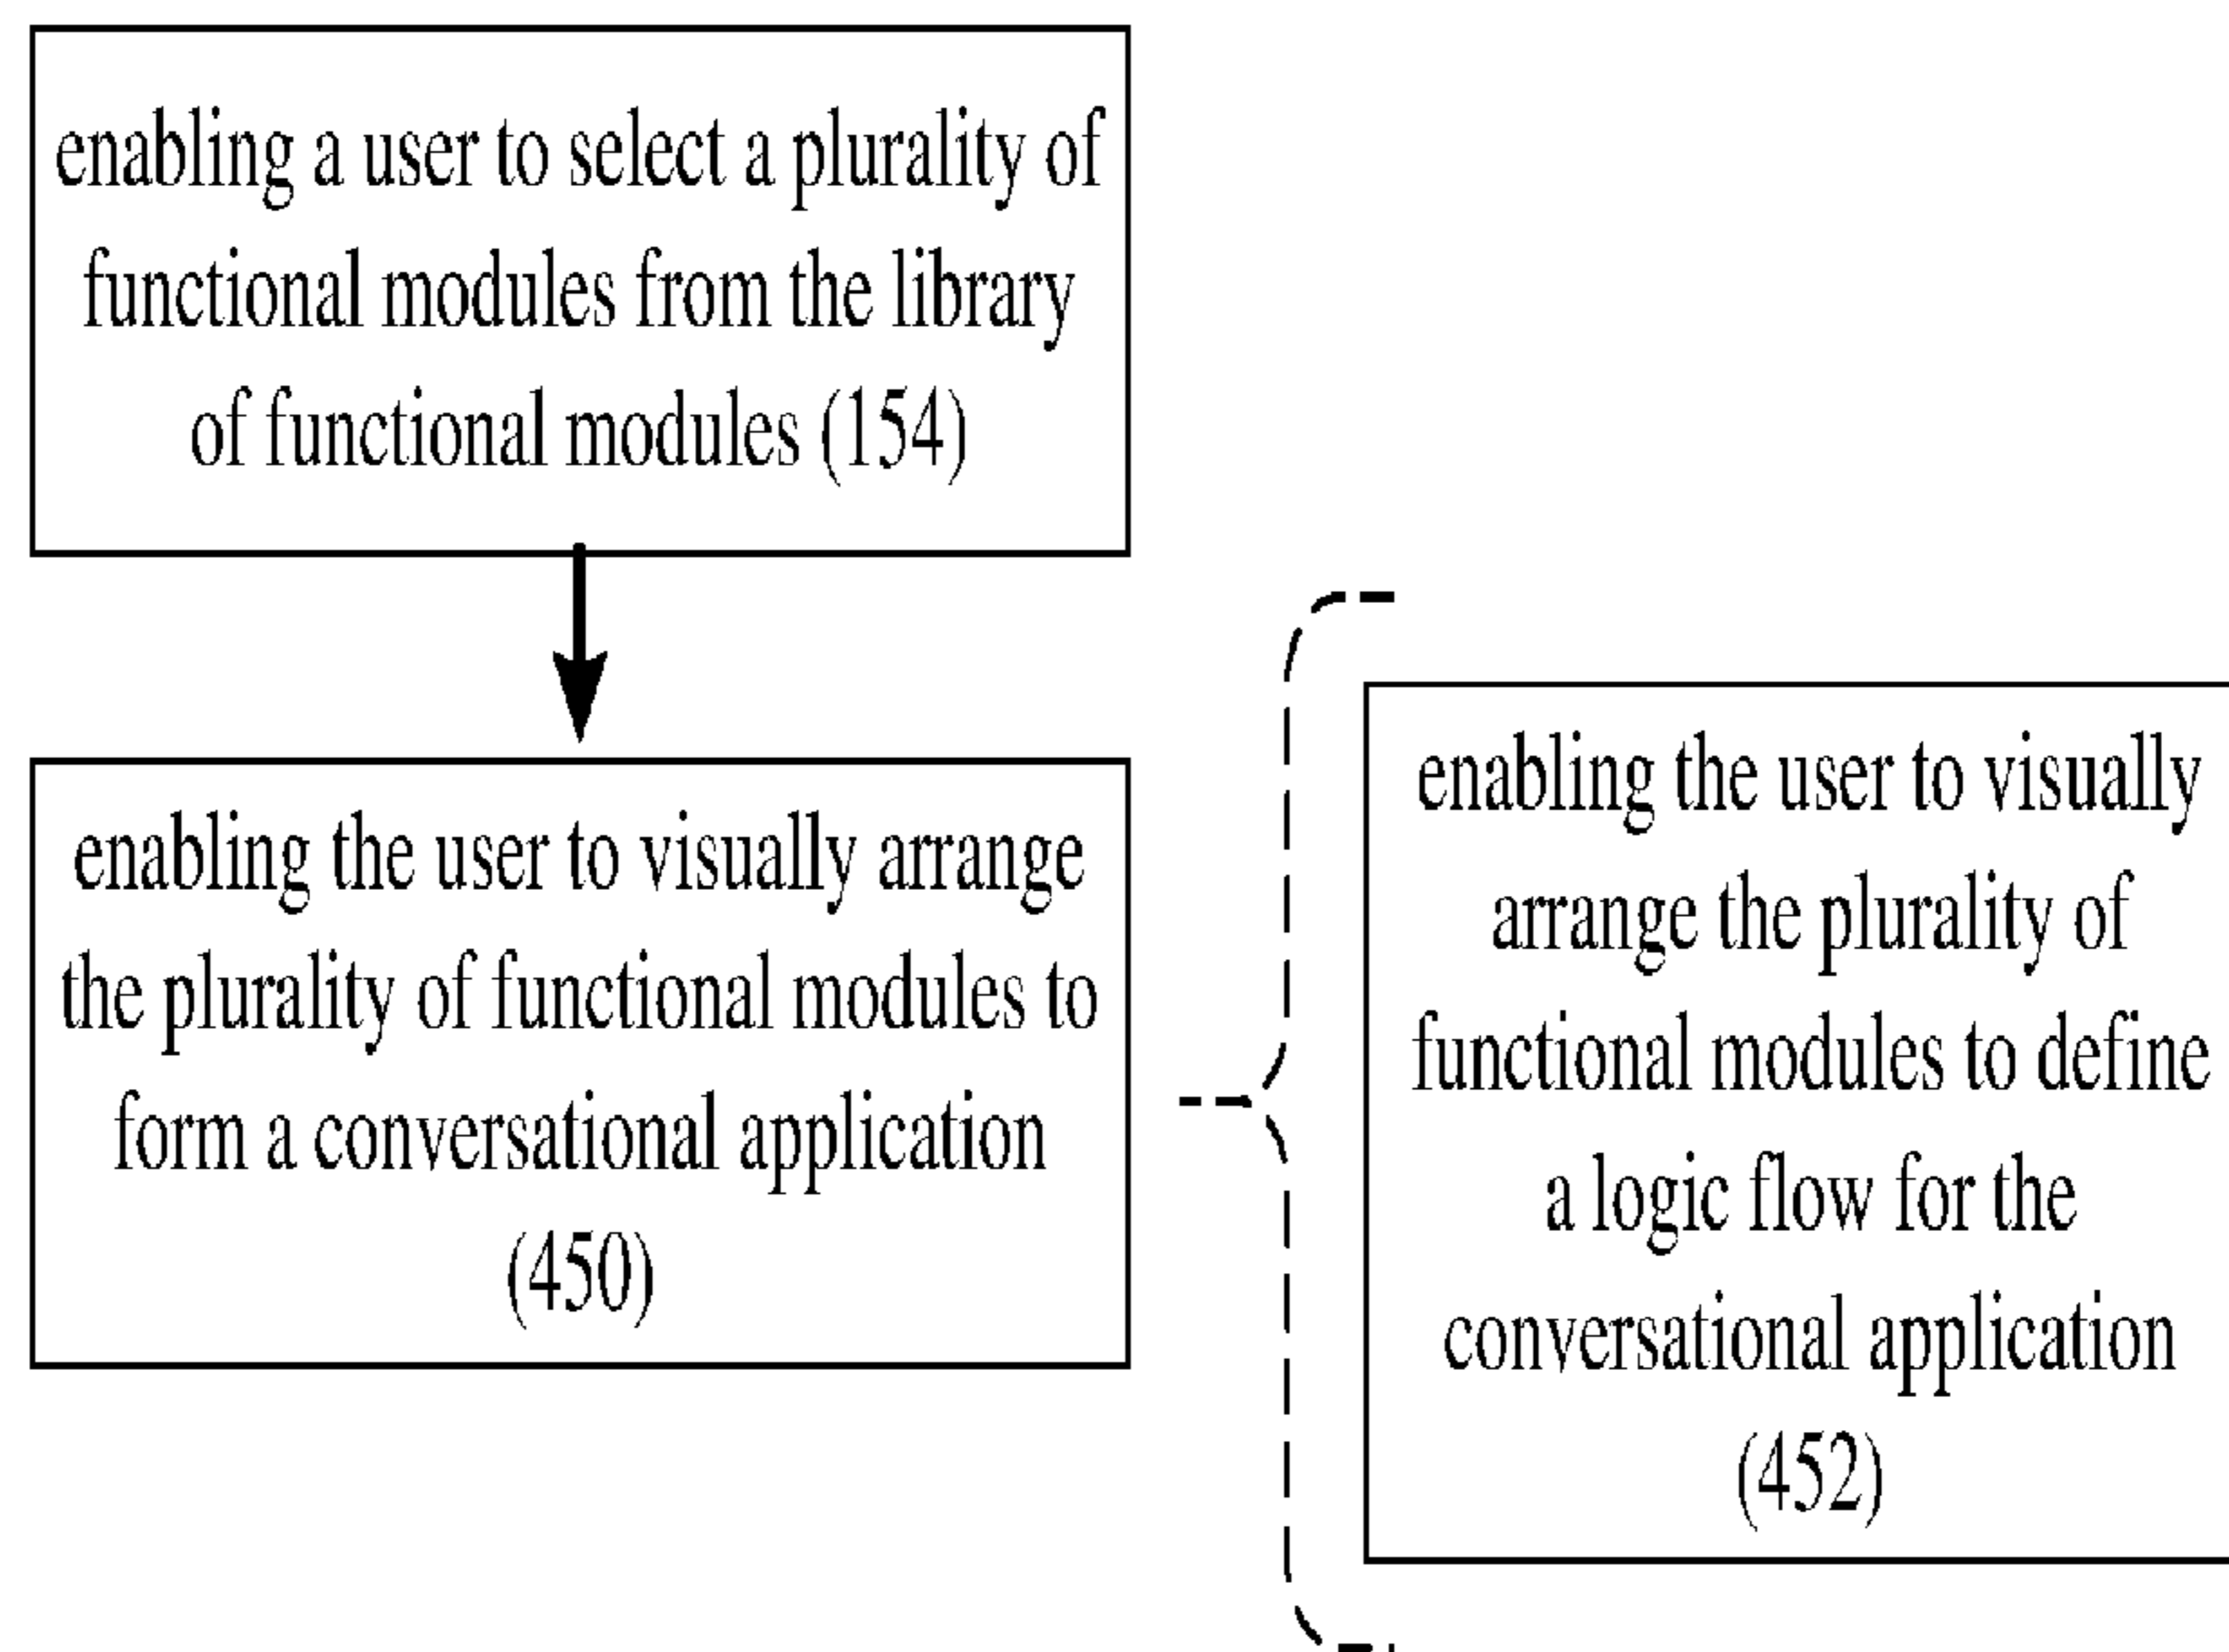 enabling a user to select a plurality of
functional modules from the library
of functional modules (154)
enabling the user to visually arrange
the plurality of functional modules to
form a conversational application
(450)
enabling the user to visually
arrange the plurality of
functional modules to define
a logic flow for the
conversational application
(452)